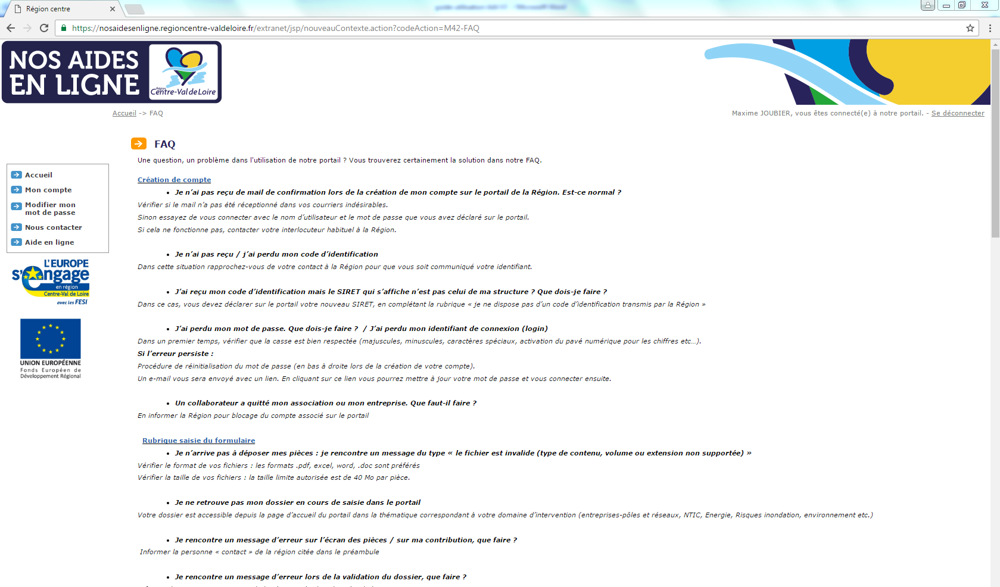 Région centre
https://nosaidesenligne.regioncentre-valdeloire.fr/extranet/jsp/nouveauContexte.action?codeAction=M42-FAQ
NOS AIDES
EN LIGNE
Région
Centre-Val de Loire
Accueil -> FAQ
Maxime JOUBIER, vous êtes connecté(e) à notre portail. - Se déconnecter
Accueil
Mon compte
Modifier mon
mot de passe
Nous contacter
Aide en ligne
L'EUROPE
s'engage
en région
Centre-Val de Loire
avec les FESI
UNION EUROPÉENNE
Fonds Européen de
Développement Régional
FAQ
Une question, un problème dans l'utilisation de notre portail ? Vous trouverez certainement la solution dans notre FAQ.
Création de compte
• Je n’ai pas reçu de mail de confirmation lors de la création de mon compte sur le portail de la Région. Est-ce normal ?
Vérifier si le mail n’a pas été réceptionné dans vos courriers indésirables.
Sinon essayez de vous connecter avec le nom d’utilisateur et le mot de passe que vous avez déclaré sur le portail.
Si cela ne fonctionne pas, contacter votre interlocuteur habituel à la Région.
• Je n’ai pas reçu / j’ai perdu mon code d’identification
Dans cette situation rapprochez-vous de votre contact à la Région pour que vous soit communiqué votre identifiant.
• J’ai reçu mon code d’identification mais le SIRET qui s’affiche n’est pas celui de ma structure ? Que dois-je faire ?
Dans ce cas, vous devez déclarer sur le portail votre nouveau SIRET, en complétant la rubrique « je ne dispose pas d’un code d’identification transmis par la Région »
• J’ai perdu mon mot de passe. Que dois-je faire ?  / J’ai perdu mon identifiant de connexion (login)
Dans un premier temps, vérifier que la casse est bien respectée (majuscules, minuscules, caractères spéciaux, activation du pavé numérique pour les chiffres etc…).
Si l’erreur persiste :
Procédure de réinitialisation du mot de passe (en bas à droite lors de la création de votre compte).
Un e-mail vous sera envoyé avec un lien. En cliquant sur ce lien vous pourrez mettre à jour votre mot de passe et vous connecter ensuite.
• Un collaborateur a quitté mon association ou mon entreprise. Que faut-il faire ?
En informer la Région pour blocage du compte associé sur le portail
Rubrique saisie du formulaire
• Je n’arrive pas à déposer mes pièces : je rencontre un message du type « le fichier est invalide (type de contenu, volume ou extension non supportée) »
Vérifier le format de vos fichiers : les formats .pdf, excel, word, .doc sont préférés
Vérifier la taille de vos fichiers : la taille limite autorisée est de 40 Mo par pièce.
• Je ne retrouve pas mon dossier en cours de saisie dans le portail
Votre dossier est accessible depuis la page d’accueil du portail dans la thématique correspondant à votre domaine d’intervention (entreprises-pôles et réseaux, NTIC, Energie, Risques inondation, environnement etc.)
• Je rencontre un message d’erreur sur l’écran des pièces / sur ma contribution, que faire ?
Informer la personne « contact » de la région citée dans le préambule
• Je rencontre un message d’erreur lors de la validation du dossier, que faire ?